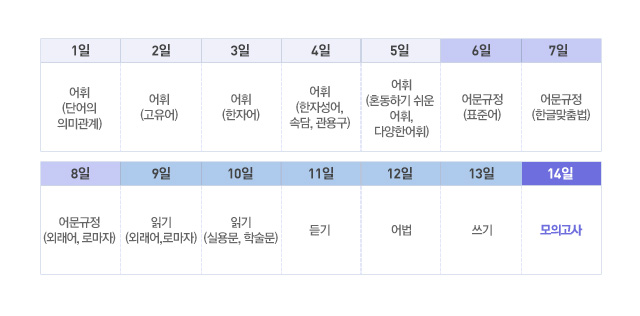 1일 2일 3일 4일 5일 6일 7일
어휘
(단어의
의미관계)
어휘
(고유어)
어휘
(한자어)
어휘
(한자성어,
속담, 관용구)
어휘
(혼동하기 쉬운
어휘,
다양한어휘)
어문규정
(표준어)
어문규정
(한글맞춤법)
8일 9일 10일 11일 12일 13일 14일
어문규정
(외래어, 로마자)
읽기
(외래어,로마자)
읽기
(실용문, 학술문)
듣기
어법
쓰기
모의고사